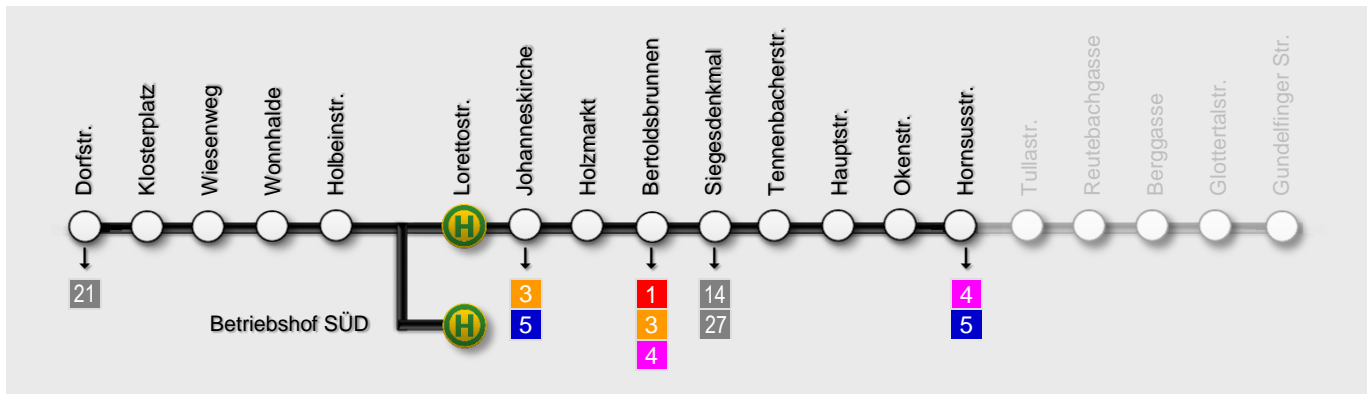 Dorfstr.
Klosterplatz
Wiesenweg
Wonnhalde
Holbeinstr.
Lorettostr.
Johanneskirche
Holzmarkt
Bertoldsbrunnen
Siegesdenkmal
Tennenbacherstr.
Hauptstr.
Okenstr.
Hornsusstr.
Tullastr.
Reutebachgasse
Berggasse
Glottertalstr.
Gundelfinger Str.
H
21
3
5
1
3
4
14
27
4
5
Betriebshof SÜD
H